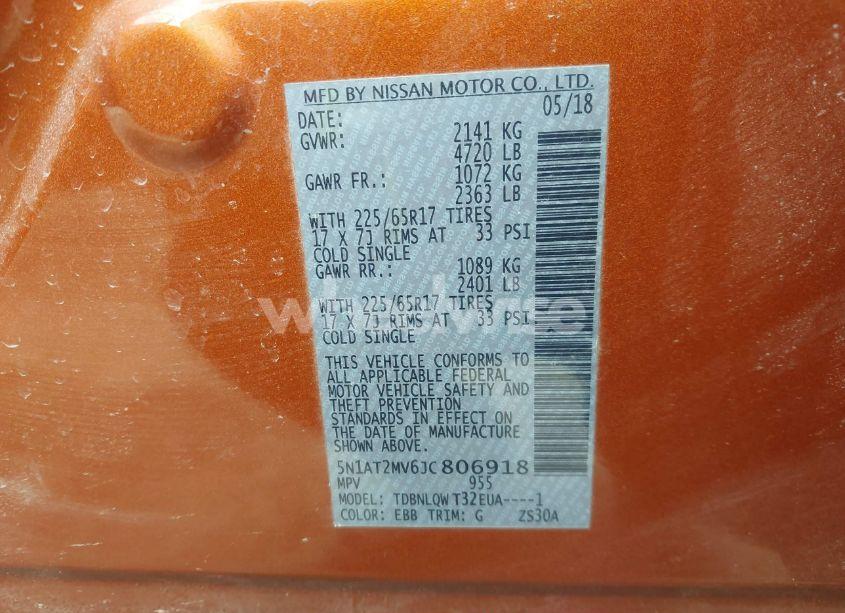 MFD BY NISSAN MOTOR CO., LTD.
DATE: 05/18
GVWR: 2141 KG
4720 LB
GAWR FR.: 1072 KG
2363 LB
WITH 225/65R17 TIRES
17 X 7J RIMS AT 33 PSI
COLD SINGLE
GAWR RR.: 1089 KG
2401 LB
WITH 225/65R17 TIRES
17 X 7J RIMS AT 33 PSI
COLD SINGLE
THIS VEHICLE CONFORMS TO
ALL APPLICABLE FEDERAL
MOTOR VEHICLE SAFETY AND
THEFT PREVENTION
STANDARDS IN EFFECT ON
THE DATE OF MANUFACTURE
SHOWN ABOVE.
5N1AT2MV6JC806918
MPV 955
MODEL: TDBNLQW T32EUA----1
COLOR: EBB TRIM: G ZS30A